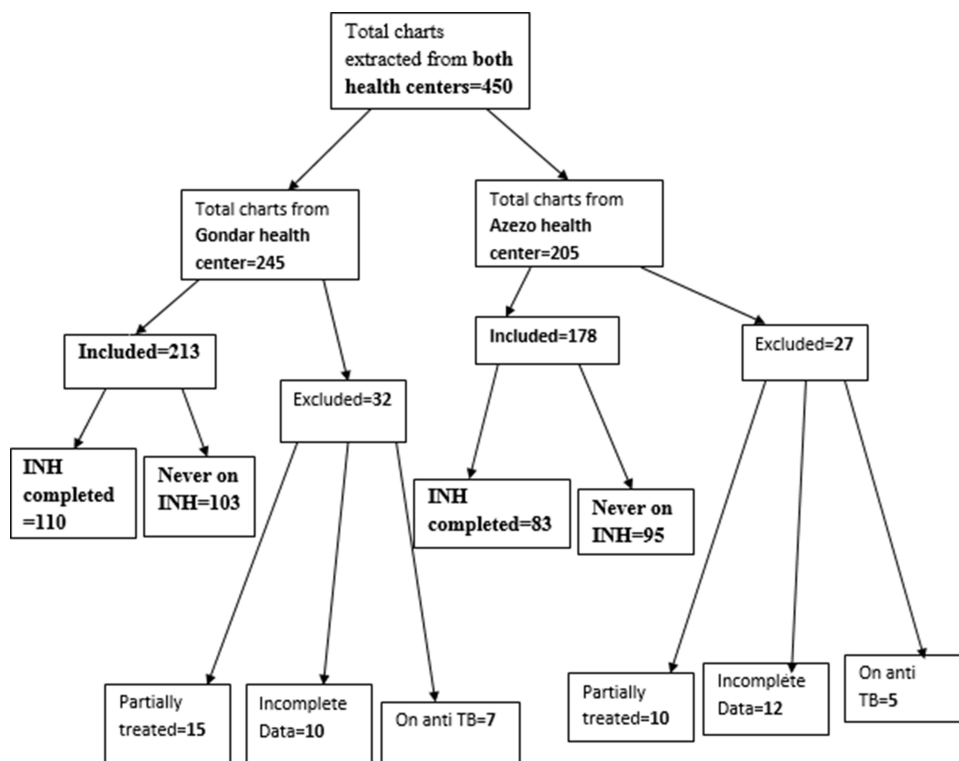 Total charts
extracted from both
health centers=450
Total charts from
Gondar health
center=245
Total charts from
Azezo health
center=205
Included=213
Excluded=32
Included=178
Excluded=27
INH
completed
=110
Never on
INH=103
INH
completed=83
Never on
INH=95
Partially
treated=15
Incomplete
Data=10
On anti TB=7
Partially
treated=10
Incomplete
Data=12
On anti
TB=5